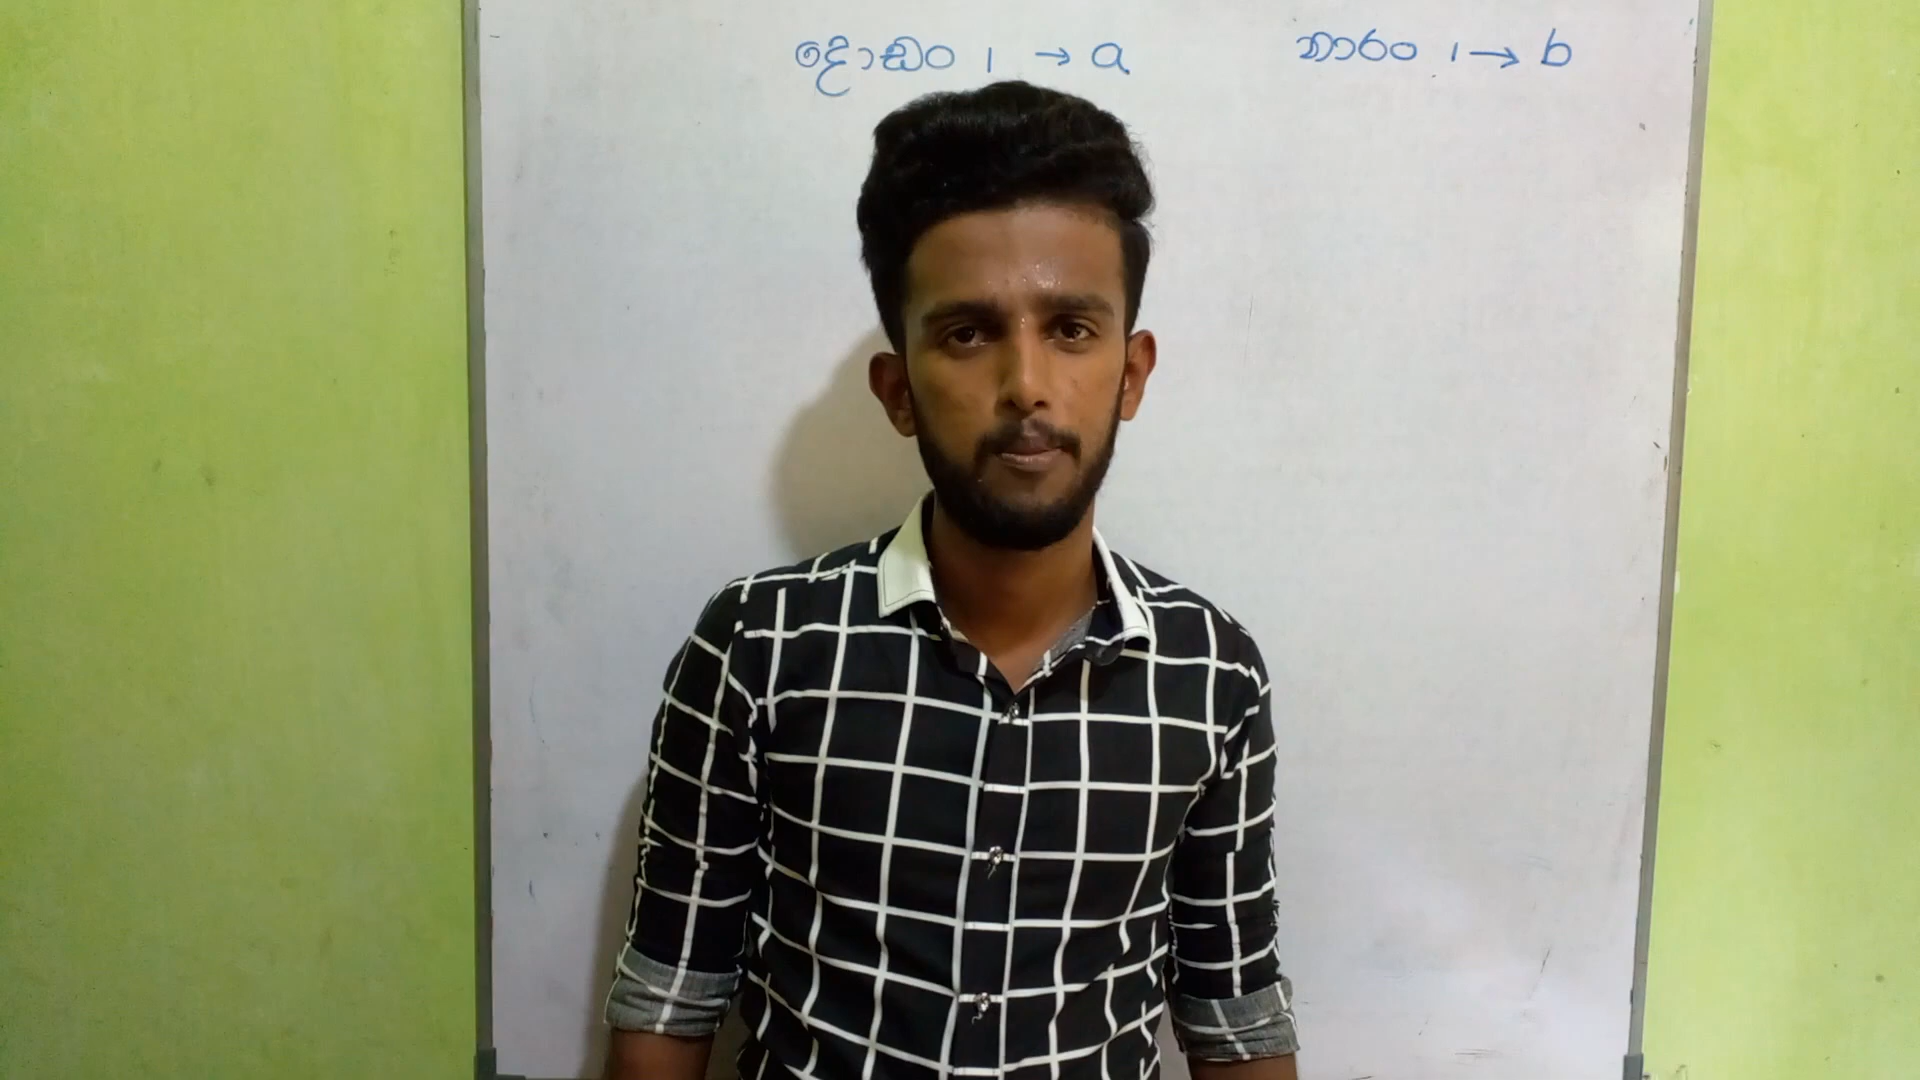 දොඩං 1 → a    නාරං 1 → b